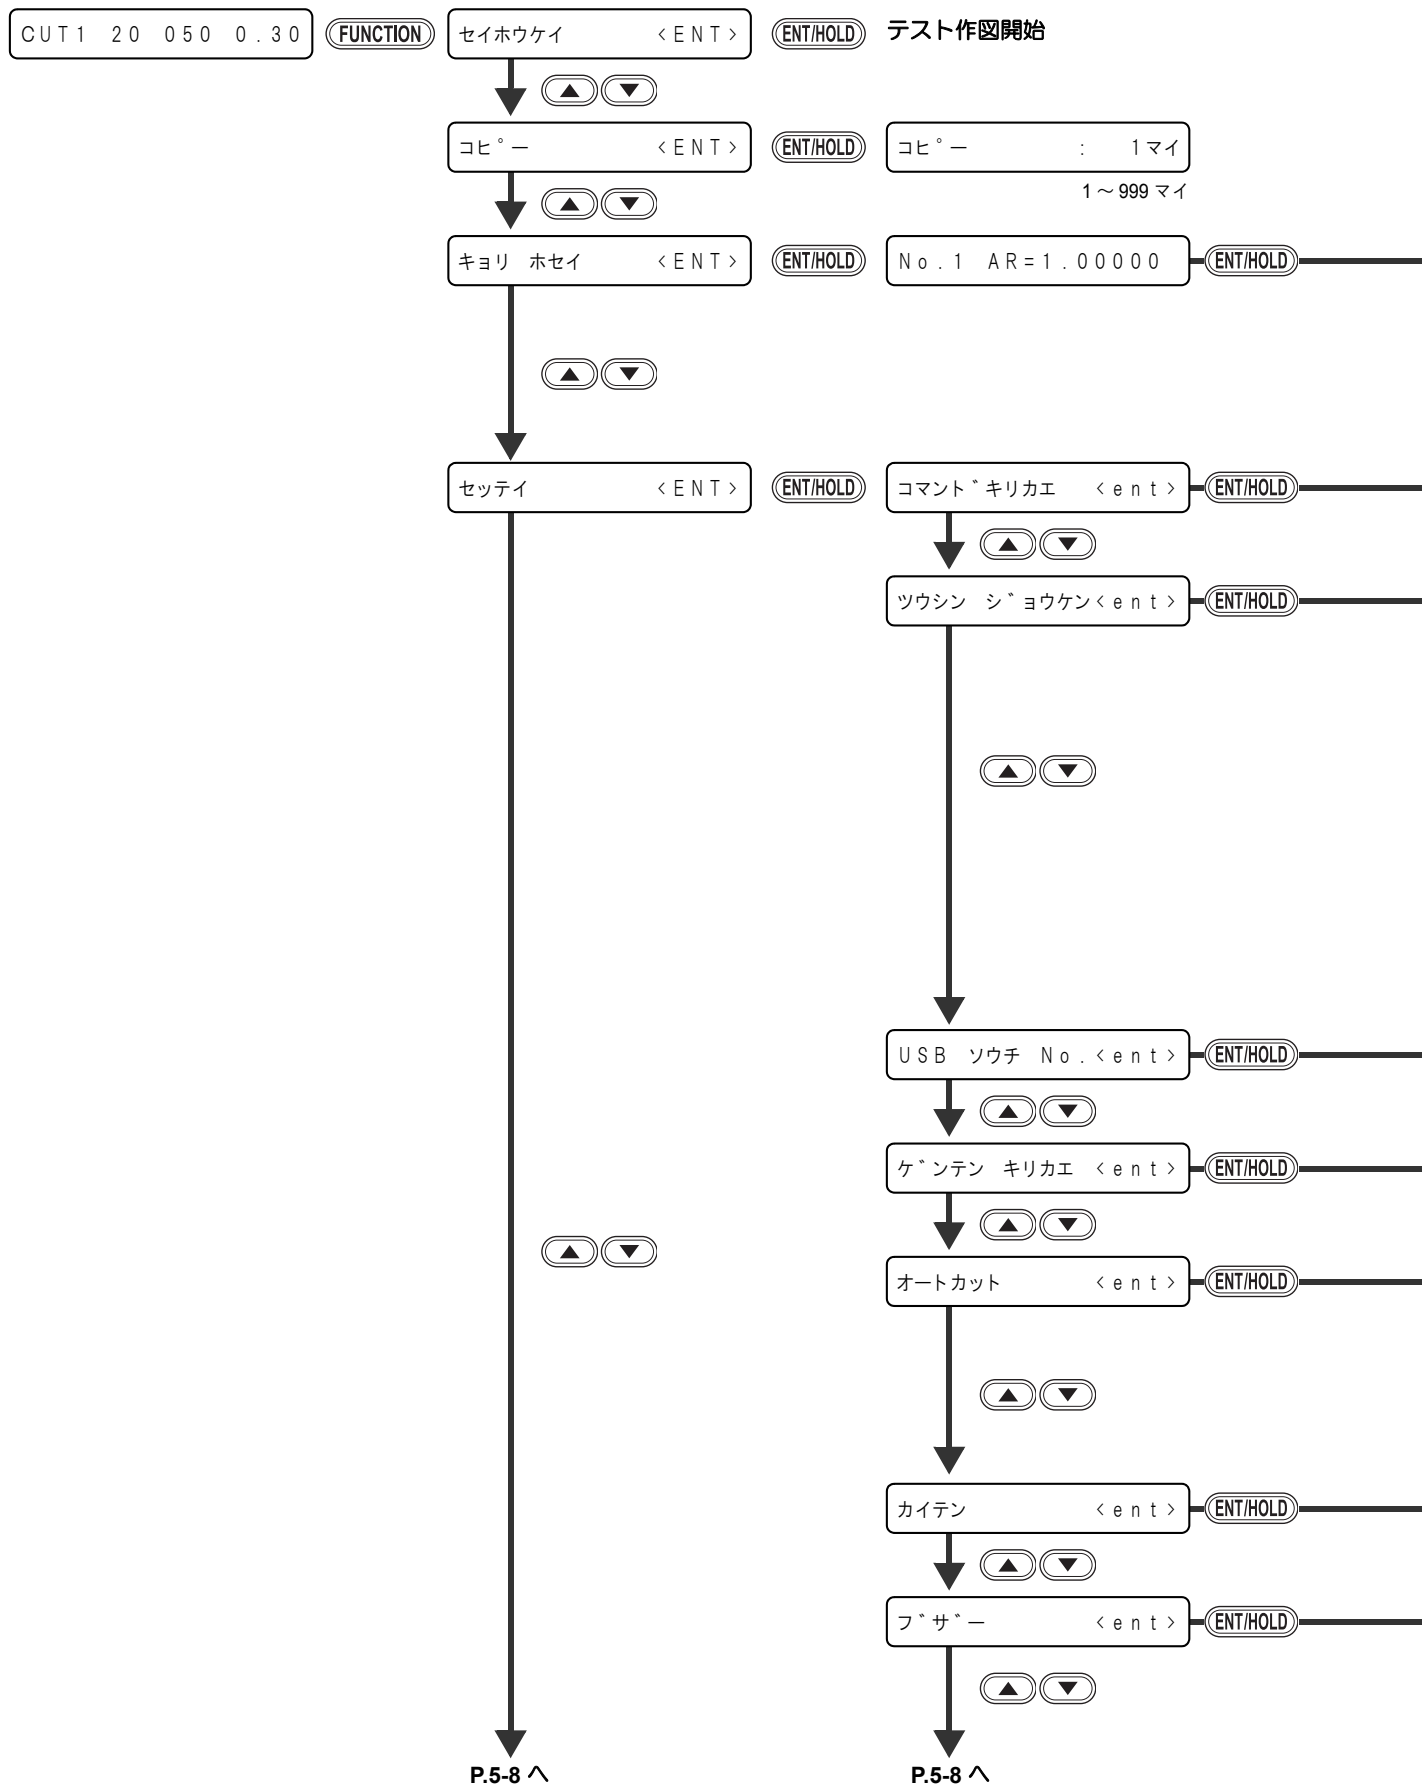 CUT1 20 050 0.30 FUNCTION セイホウケイ <ENT> ENT/HOLD テスト作図開始
コピー <ENT> ENT/HOLD コピー : 1マイ
1～999 マイ
キョリ ホセイ <ENT> ENT/HOLD No.1 AR=1.00000 ENT/HOLD
セッテイ <ENT> ENT/HOLD コマンドキリカエ <ent> ENT/HOLD
ツウシン ジョウケン<ent> ENT/HOLD
USB ソウチ No.<ent> ENT/HOLD
ゲンテン キリカエ <ent> ENT/HOLD
オートカット <ent> ENT/HOLD
カイテン <ent> ENT/HOLD
ブザー <ent> ENT/HOLD
P.5-8 へ P.5-8 へ